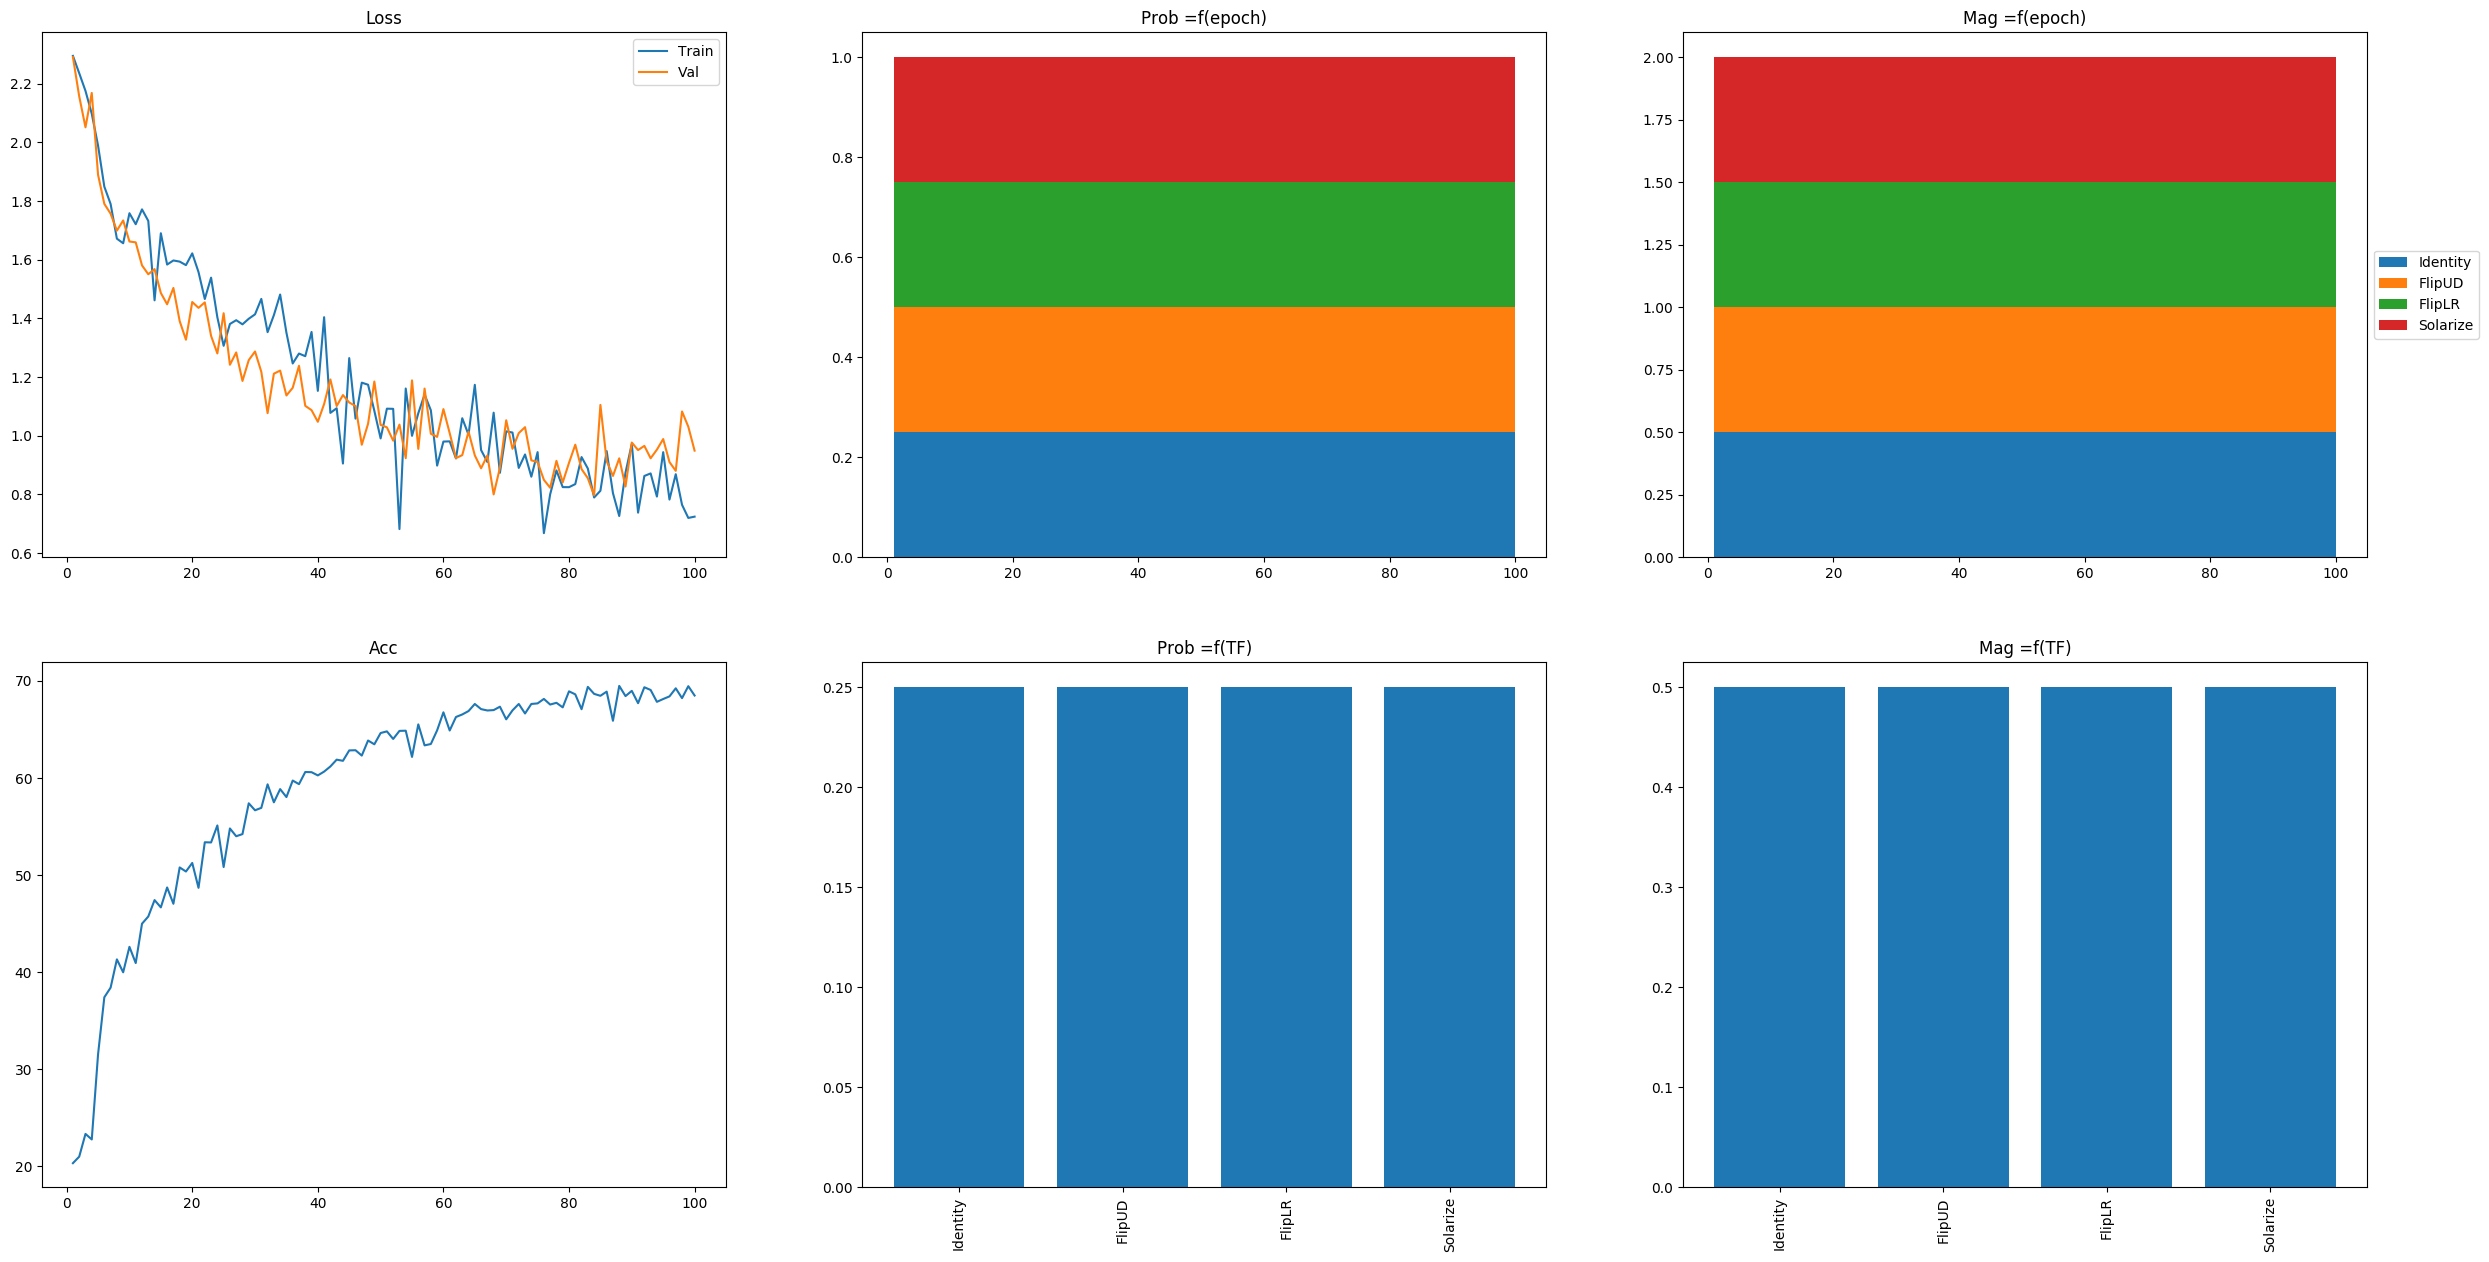 Loss
Train
Val
2.2
2.0
1.8
1.6
1.4
1.2
1.0
0.8
0.6
0 20 40 60 80 100
Prob =f(epoch)
1.0
0.8
0.6
0.4
0.2
0.0
0 20 40 60 80 100
Mag =f(epoch)
2.00
1.75
1.50
1.25
1.00
0.75
0.50
0.25
0.00
0 20 40 60 80 100
Identity
FlipUD
FlipLR
Solarize
Acc
70
60
50
40
30
20
0 20 40 60 80 100
Prob =f(TF)
0.25
0.20
0.15
0.10
0.05
0.00
Identity
FlipUD
FlipLR
Solarize
Mag =f(TF)
0.5
0.4
0.3
0.2
0.1
0.0
Identity
FlipUD
FlipLR
Solarize